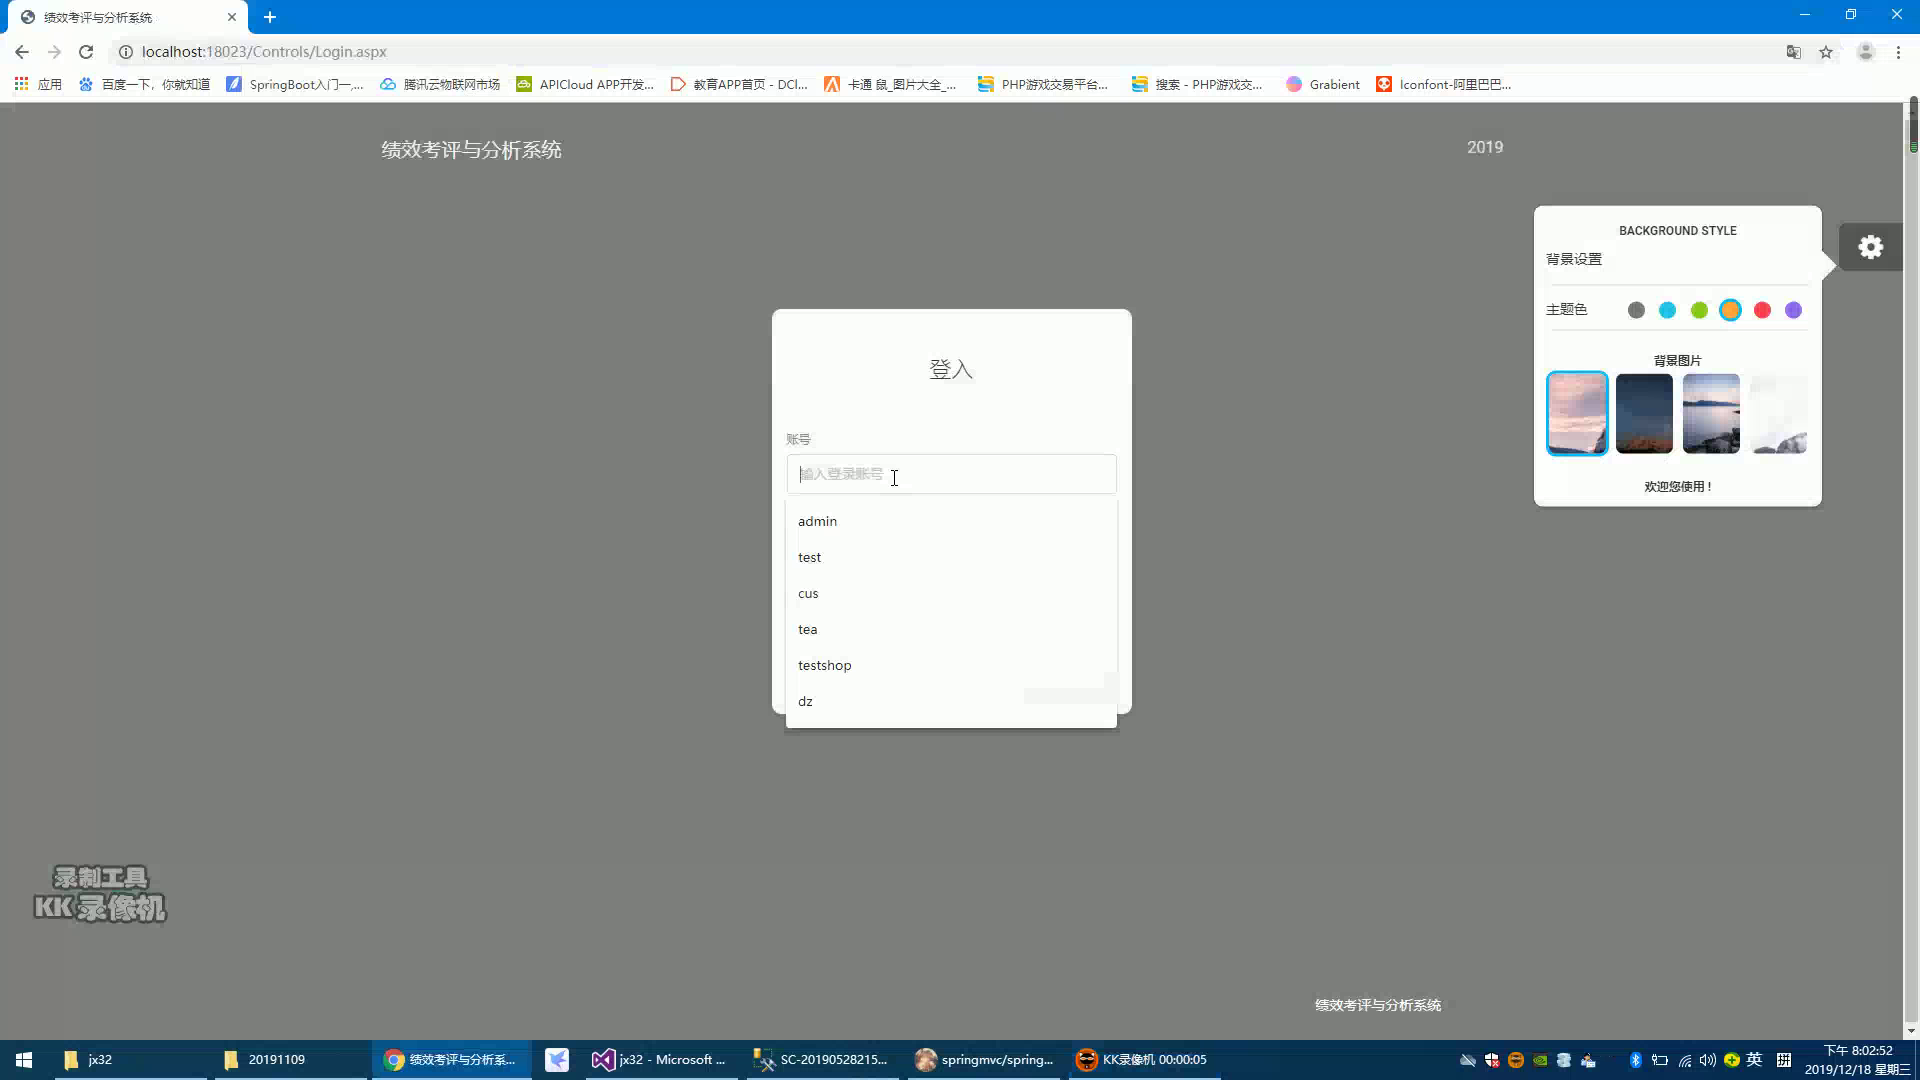 绩效考评与分析系统
localhost:18023/Controls/Login.aspx
应用
百度一下，你就知道
SpringBoot入门一,...
腾讯云物联网市场
APICloud APP开发...
教育APP首页 - DCl...
卡通 鼠_图片大全_...
PHP游戏交易平台...
搜索 - PHP游戏交...
Grabient
Iconfont-阿里巴巴...
绩效考评与分析系统
2019
BACKGROUND STYLE
背景设置
主题色
背景图片
欢迎您使用 !
登入
账号
输入登录账号
admin
test
cus
tea
testshop
dz
录制工具
KK录像机
绩效考评与分析系统
jx32
20191109
绩效考评与分析系...
jx32 - Microsoft ...
SC-20190528215...
springmvc/spring...
KK录像机 00:00:05
英
拼
下午 8:02:52
2019/12/18 星期三